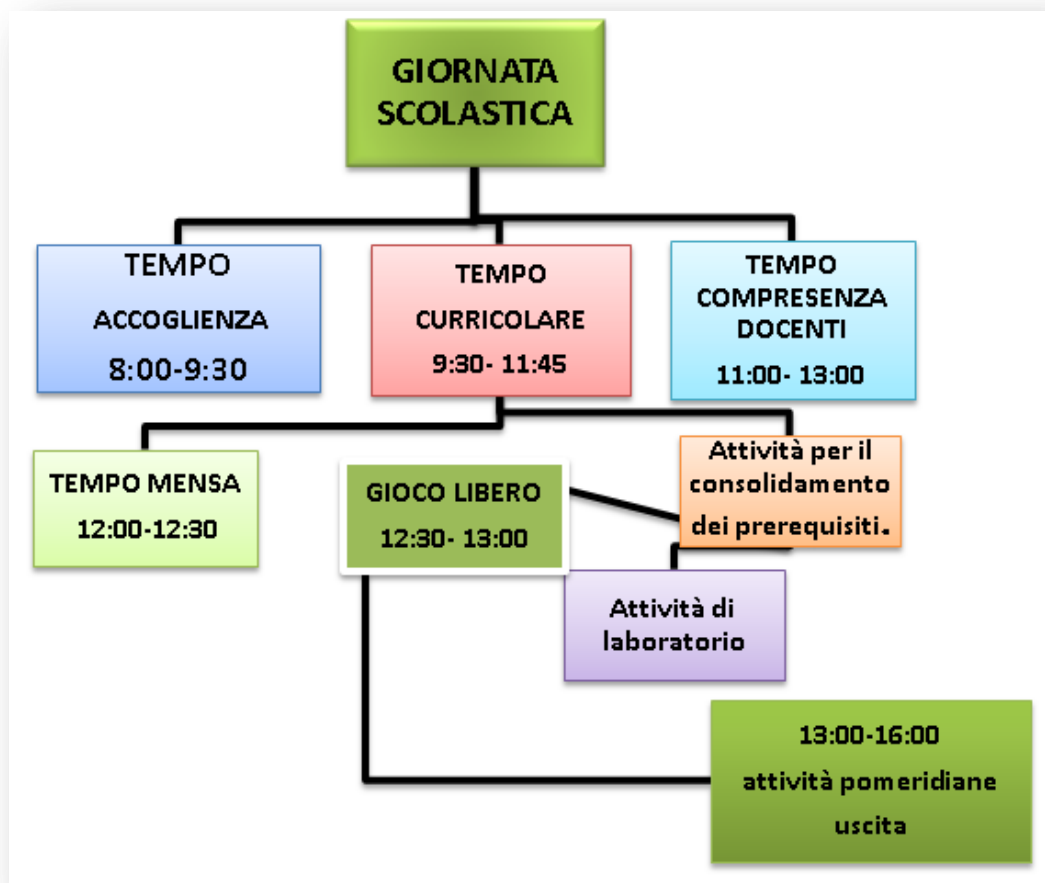 GIORNATA
SCOLASTICA
TEMPO
ACCOGLIENZA
8:00-9:30
TEMPO
CURRICOLARE
9:30- 11:45
TEMPO
COMPRESENZA
DOCENTI
11:00- 13:00
TEMPO MENSA
12:00-12:30
GIOCO LIBERO
12:30- 13:00
Attività per il
consolidamento
dei prerequisiti.
Attività di
laboratorio
13:00-16:00
attività pomeridiane
uscita